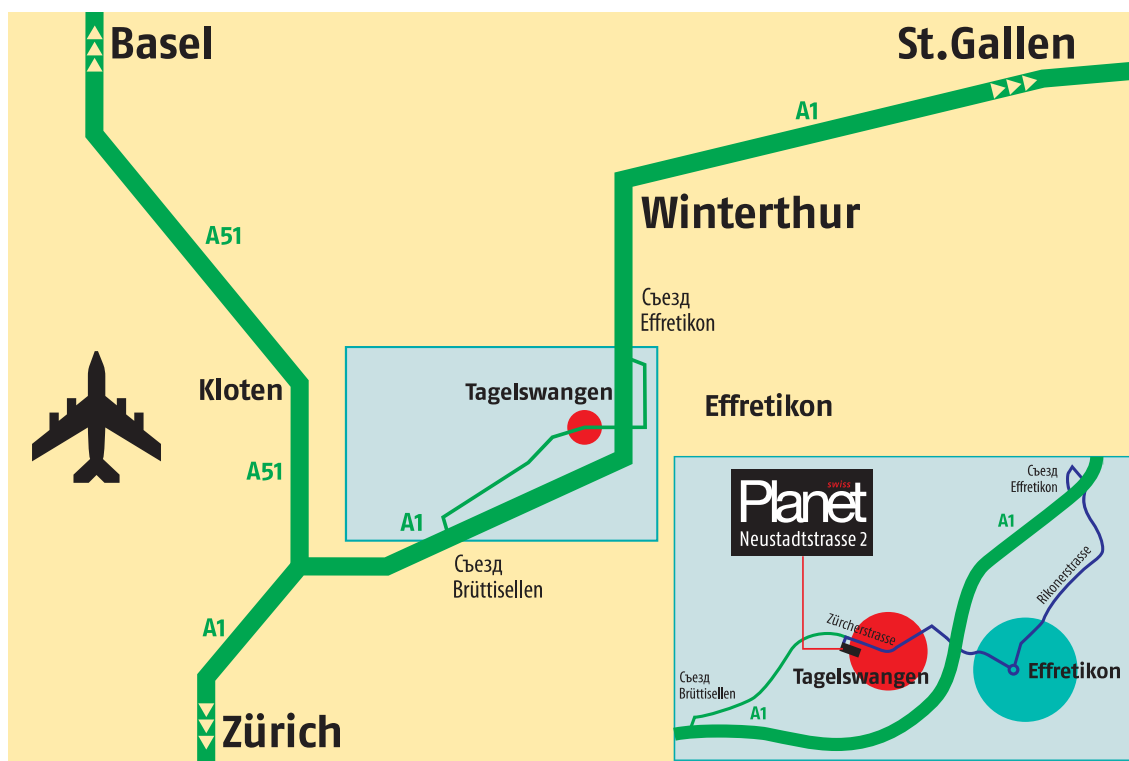 Basel
St.Gallen
A1
Winterthur
A51
Съезд
Effretikon
Kloten
Tagelswangen
Effretikon
A51
A1
Съезд
Brüttisellen
A1
Zürich
swiss
Planet
Neustadtstrasse 2
Съезд
Effretikon
A1
Rikonerstrasse
Zürcherstrasse
Съезд
Brüttisellen
Tagelswangen
Effretikon
A1